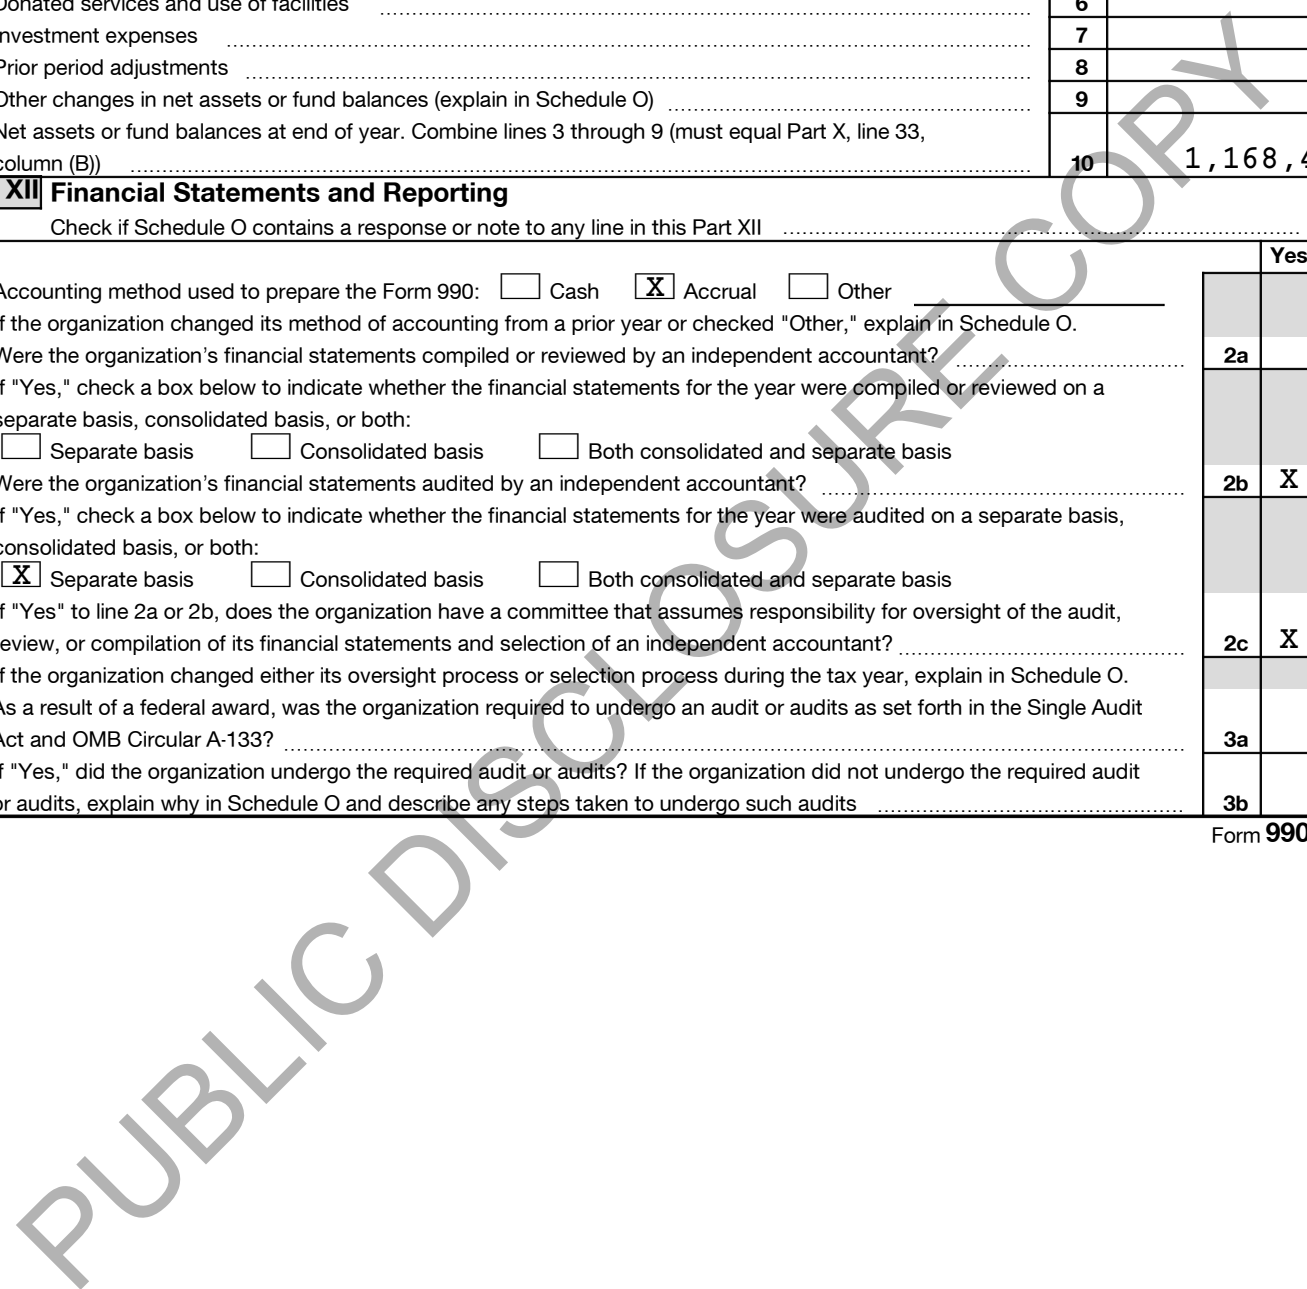 Donated services and use of facilities 6
nvestment expenses 7
Prior period adjustments 8
Other changes in net assets or fund balances (explain in Schedule O) 9
Net assets or fund balances at end of year. Combine lines 3 through 9 (must equal Part X, line 33,
column (B)) 10 1,168,4
XII Financial Statements and Reporting
Check if Schedule O contains a response or note to any line in this Part XII
Yes
Accounting method used to prepare the Form 990: Cash X Accrual Other
f the organization changed its method of accounting from a prior year or checked "Other," explain in Schedule O.
Were the organization's financial statements compiled or reviewed by an independent accountant? 2a
f "Yes," check a box below to indicate whether the financial statements for the year were compiled or reviewed on a
separate basis, consolidated basis, or both:
Separate basis Consolidated basis Both consolidated and separate basis
Were the organization's financial statements audited by an independent accountant? 2b X
f "Yes," check a box below to indicate whether the financial statements for the year were audited on a separate basis,
consolidated basis, or both:
X Separate basis Consolidated basis Both consolidated and separate basis
f "Yes" to line 2a or 2b, does the organization have a committee that assumes responsibility for oversight of the audit,
review, or compilation of its financial statements and selection of an independent accountant? 2c X
f the organization changed either its oversight process or selection process during the tax year, explain in Schedule O.
As a result of a federal award, was the organization required to undergo an audit or audits as set forth in the Single Audit
Act and OMB Circular A-133? 3a
f "Yes," did the organization undergo the required audit or audits? If the organization did not undergo the required audit
or audits, explain why in Schedule O and describe any steps taken to undergo such audits 3b
Form 990
PUBLIC DISCLOSURE COPY